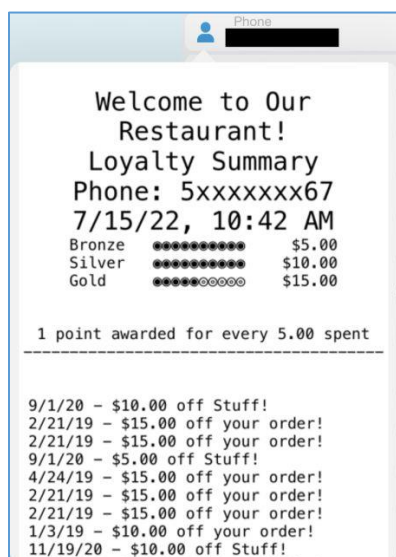 Phone
Welcome to Our
Restaurant!
Loyalty Summary
Phone: 5xxxxxxx67
7/15/22, 10:42 AM
Bronze ◉◉◉◉◉◉◉◉◉◉ $5.00
Silver ◉◉◉◉◉◉◉◉◉◉ $10.00
Gold ◉◉◉◉◉◎◎◎◎◎ $15.00
1 point awarded for every 5.00 spent
9/1/20 – $10.00 off Stuff!
2/21/19 – $15.00 off your order!
2/21/19 – $15.00 off your order!
9/1/20 – $5.00 off Stuff!
4/24/19 – $15.00 off your order!
2/21/19 – $15.00 off your order!
2/21/19 – $15.00 off your order!
1/3/19 – $10.00 off your order!
11/19/20 – $10.00 off Stuff!